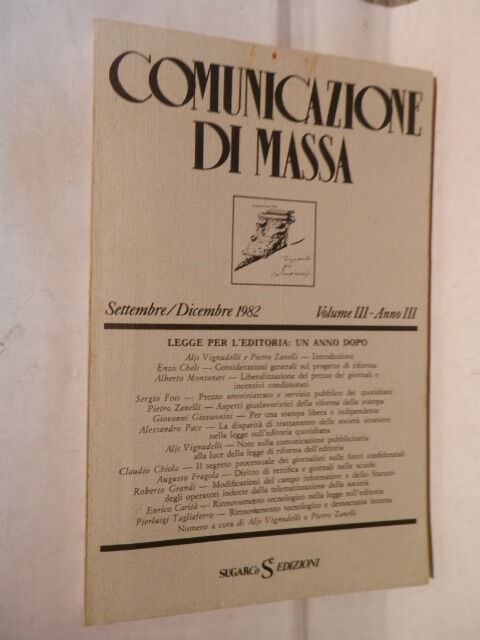 COMUNICAZIONE
DI MASSA
Settembre/Dicembre 1982
Volume III - Anno III
LEGGE PER L'EDITORIA: UN ANNO DOPO
Aljs Vignudelli e Pietro Zanelli — Introduzione
Enzo Cheli — Considerazioni generali sul progetto di riforma
Alberto Montanari — Liberalizzazione del prezzo dei giornali e
incentivi condizionati
Sergio Fois — Prezzo amministrato e servizio pubblico dei quotidiani
Pietro Zanelli — Aspetti giuslavoristici della riforma della stampa
Giovanni Giovannini — Per una stampa libera e indipendente
Alessandro Pace — La disparità di trattamento delle società straniere
nella legge sull'editoria quotidiana
Aljs Vignudelli — Note sulla comunicazione pubblicitaria
alla luce della legge di riforma dell'editoria
Claudio Chiola — Il segreto processuale dei giornalisti sulle fonti confidenziali
Augusto Fragola — Diritto di rettifica e giornali nelle scuole
Roberto Grandi — Modificazioni del campo informativo e dello Statuto
degli operatori indotte dalla telematizzazione della società
Enrico Carità — Rinnovamento tecnologico nella legge sull'editoria
Pierluigi Tagliaferro — Rinnovamento tecnologico e democrazia interna
Numero a cura di Aljs Vignudelli e Pietro Zanelli
SUGARCo EDIZIONI